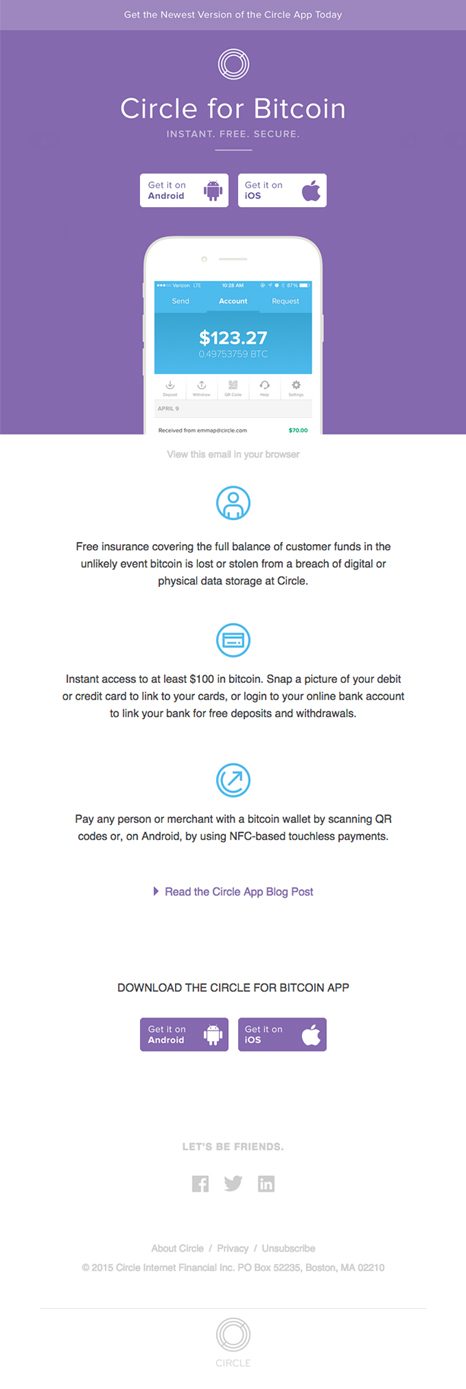 Get the Newest Version of the Circle App Today
Circle for Bitcoin
INSTANT. FREE. SECURE.
Get it on Android
Get it on iOS
Verizon LTE 10:28 AM 87%
Send Account Request
$123.27
0.49753759 BTC
Deposit Withdraw QR Code Help Settings
APRIL 9
Received from emmap@circle.com $70.00
View this email in your browser
Free insurance covering the full balance of customer funds in the
unlikely event bitcoin is lost or stolen from a breach of digital or
physical data storage at Circle.
Instant access to at least $100 in bitcoin. Snap a picture of your debit
or credit card to link to your cards, or login to your online bank account
to link your bank for free deposits and withdrawals.
Pay any person or merchant with a bitcoin wallet by scanning QR
codes or, on Android, by using NFC-based touchless payments.
Read the Circle App Blog Post
DOWNLOAD THE CIRCLE FOR BITCOIN APP
Get it on Android
Get it on iOS
LET'S BE FRIENDS.
About Circle / Privacy / Unsubscribe
© 2015 Circle Internet Financial Inc. PO Box 52235, Boston, MA 02210
CIRCLE